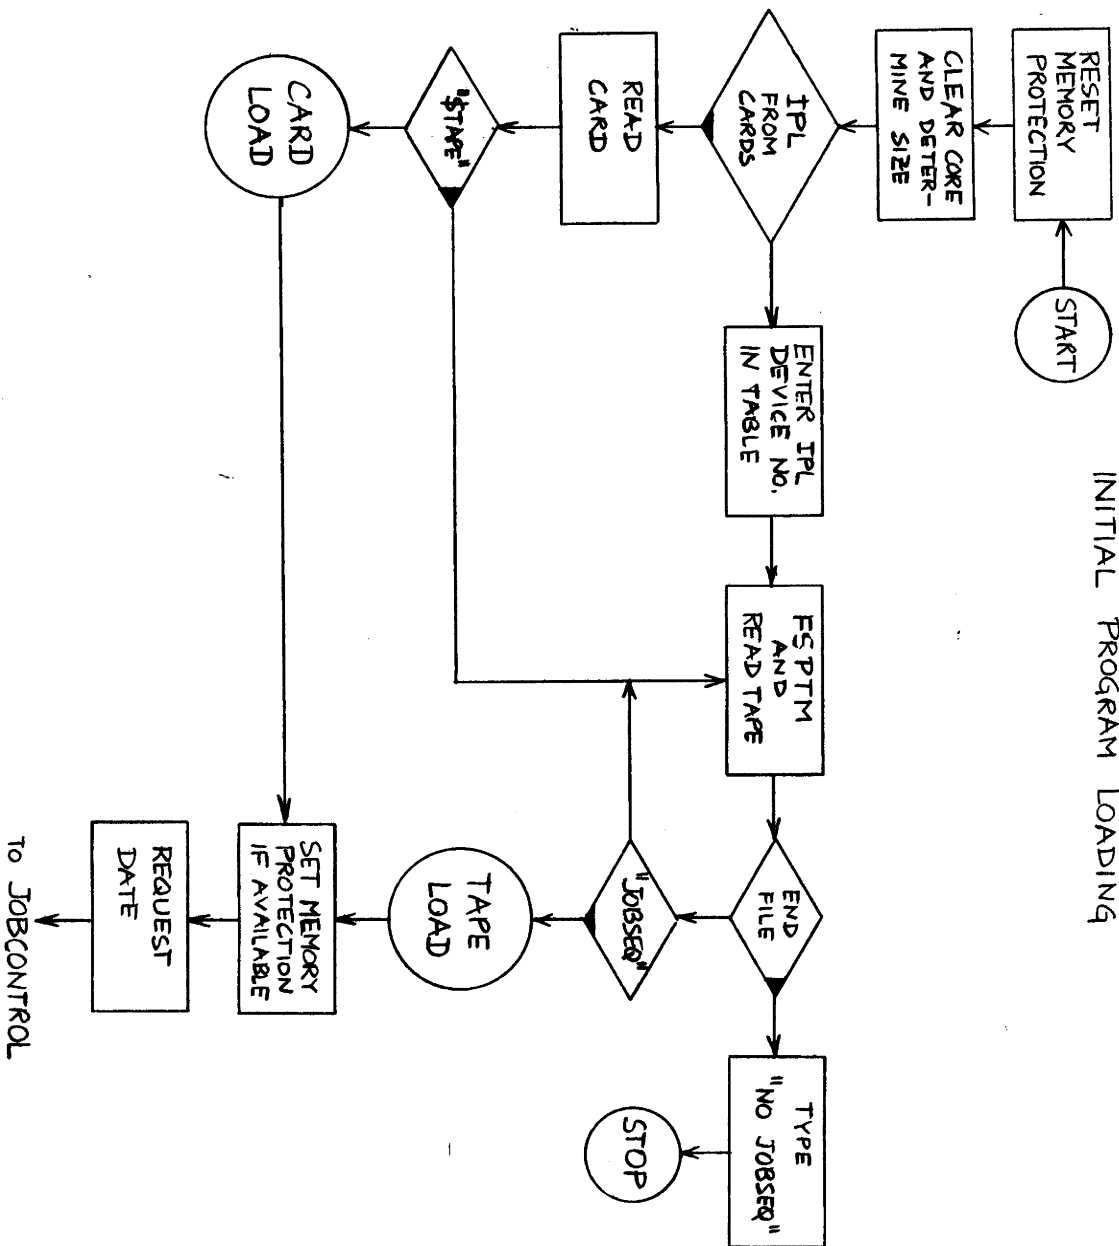 INITIAL PROGRAM LOADING
START
RESET
MEMORY
PROTECTION
CLEAR CORE
AND DETER-
MINE SIZE
IPL
FROM
CARDS
READ
CARD
"$TAPE"
CARD
LOAD
ENTER IPL
DEVICE NO.
IN TABLE
FSPTM
AND
READ TAPE
END
FILE
"JOBSEQ"
TAPE
LOAD
SET MEMORY
PROTECTION
IF AVAILABLE
REQUEST
DATE
TO JOBCONTROL
TYPE
"NO JOBSEQ"
STOP